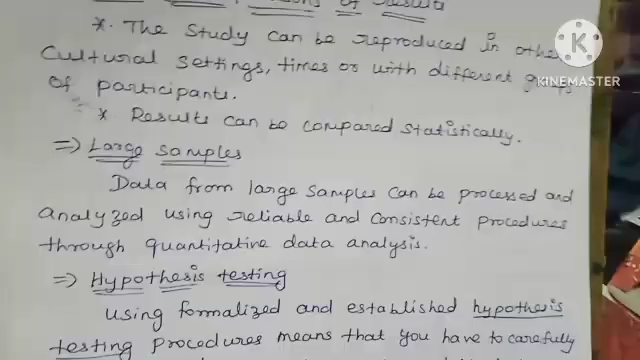 of Results
* The study can be reproduced in other
Cultural settings, times or with different
of participants.
* Results can be compared statistically.
⇒ Large samples
Data from large samples can be processed and
analyzed using reliable and consistent procedures
through quantitative data analysis.
⇒ Hypothesis testing
using formalized and established hypothesis
testing procedures means that you have to carefully
KINEMASTER